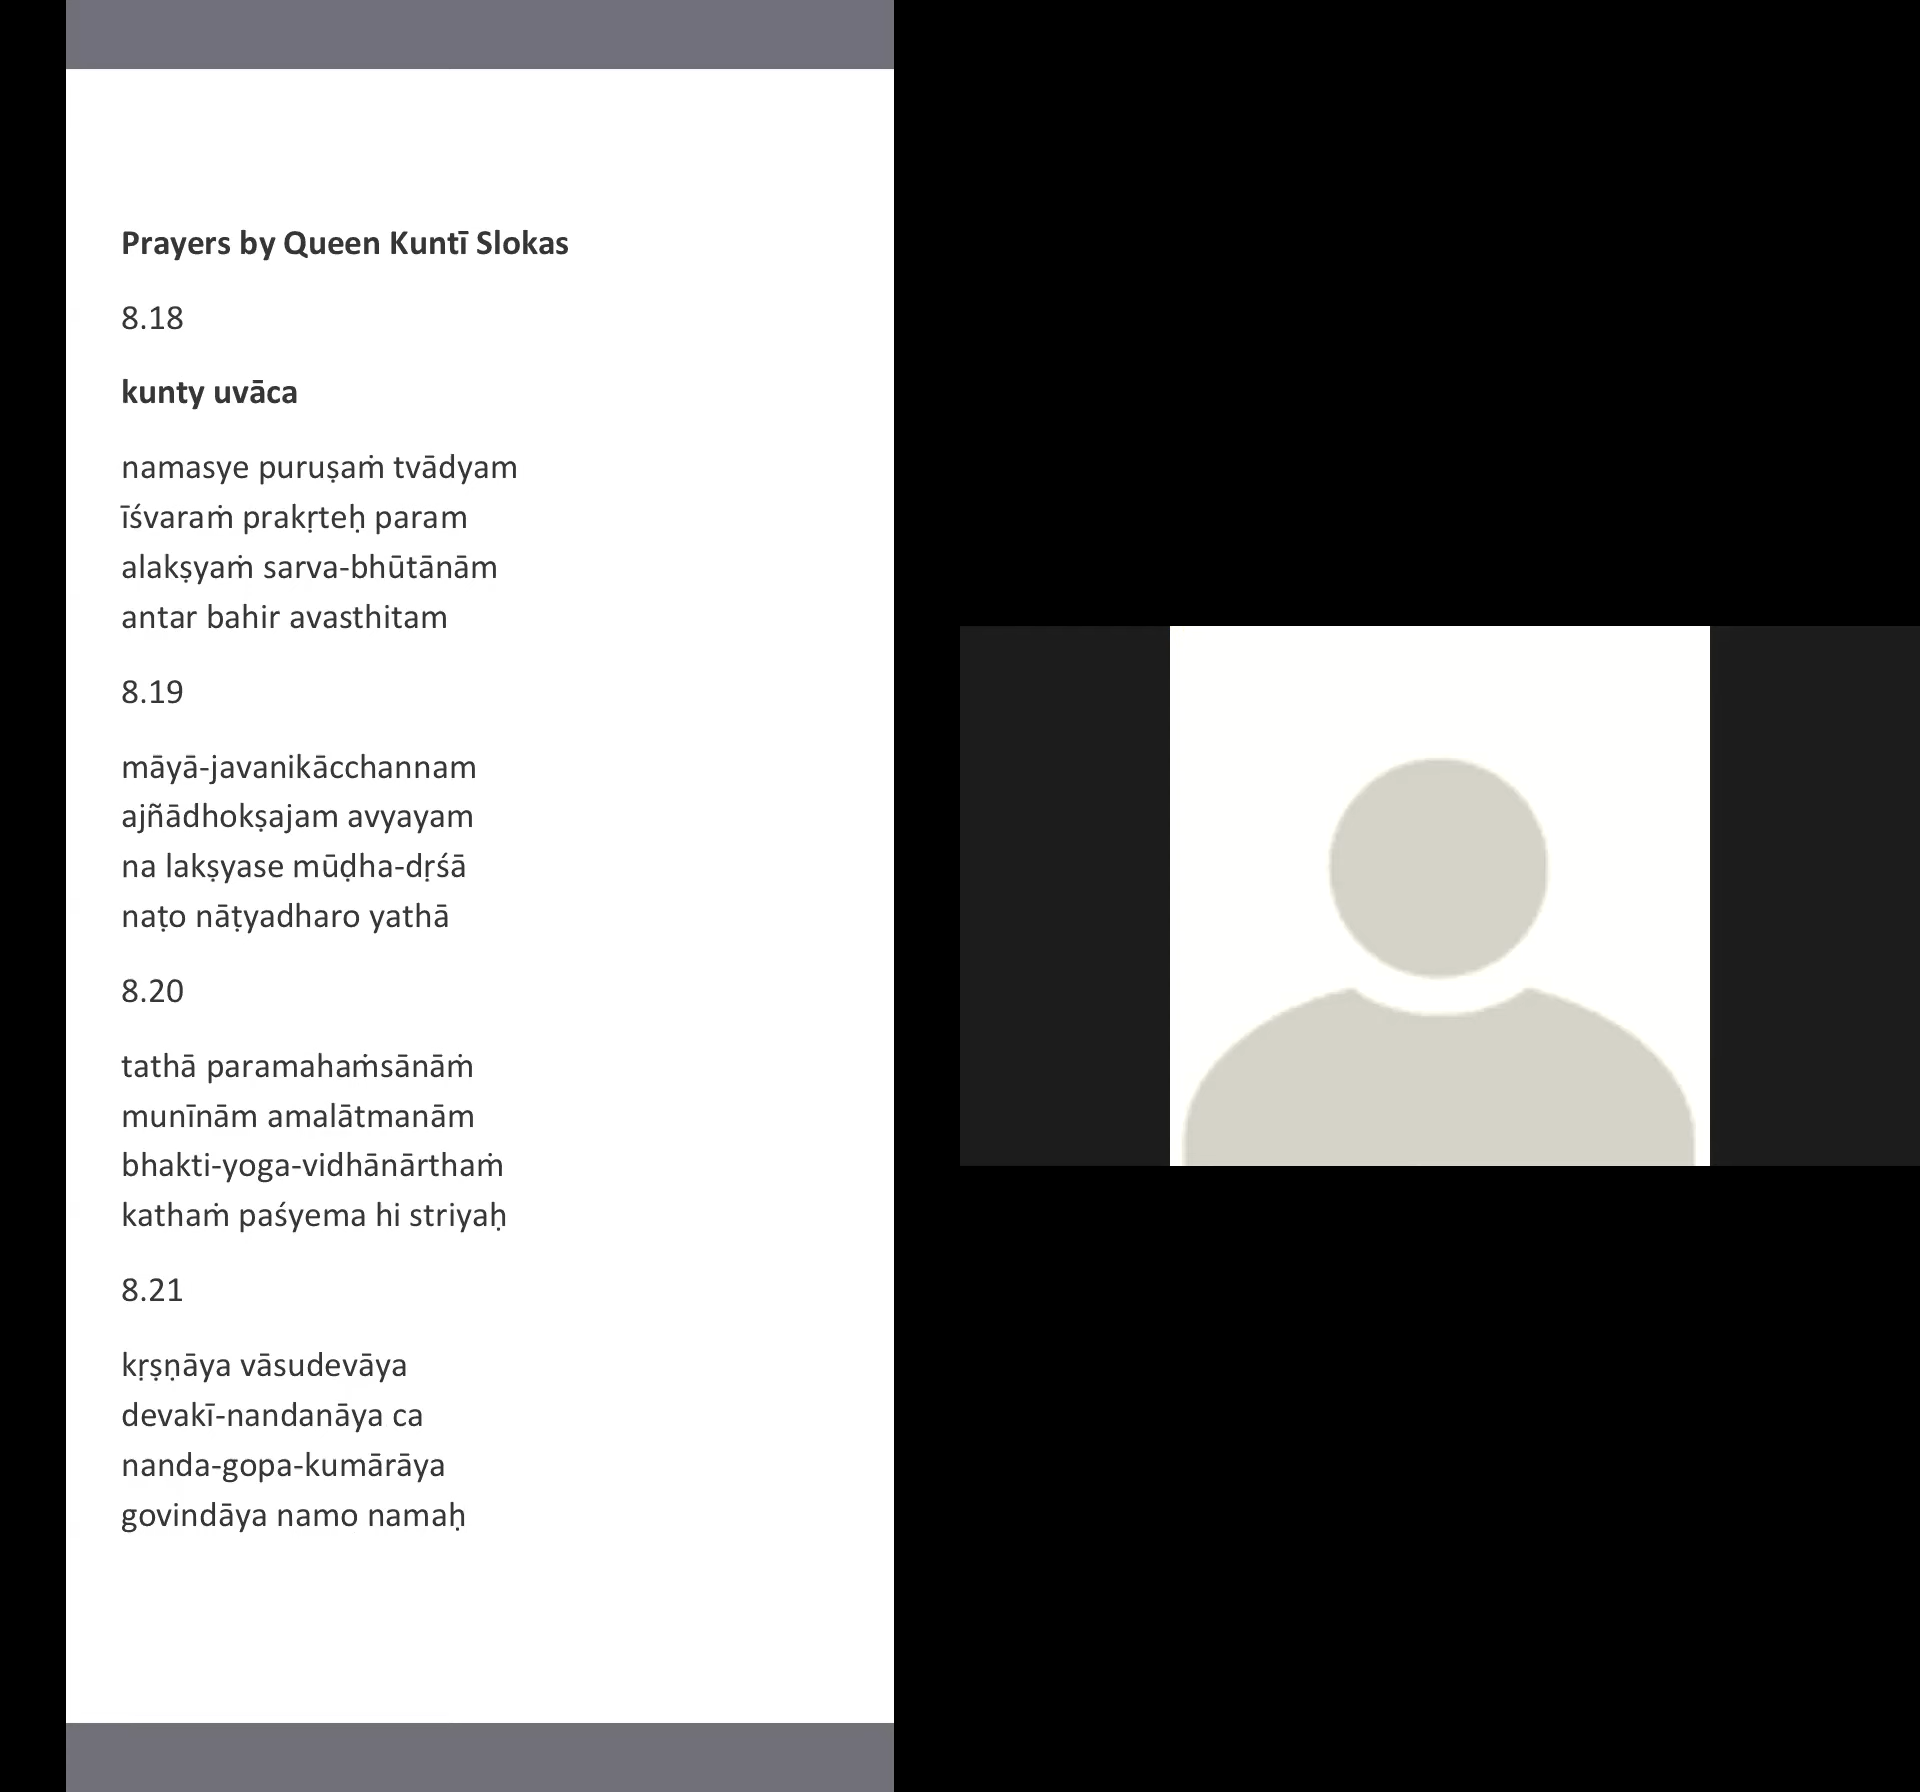 Prayers by Queen Kuntī Slokas
8.18
kunty uvāca
namasye puruṣaṁ tvādyam
īśvaraṁ prakṛteḥ param
alakṣyaṁ sarva-bhūtānām
antar bahir avasthitam
8.19
māyā-javanikācchannam
ajñādhokṣajam avyayam
na lakṣyase mūḍha-dṛśā
naṭo nāṭyadharo yathā
8.20
tathā paramahaṁsānāṁ
munīnām amalātmanām
bhakti-yoga-vidhānārthaṁ
kathaṁ paśyema hi striyaḥ
8.21
kṛṣṇāya vāsudevāya
devakī-nandanāya ca
nanda-gopa-kumārāya
govindāya namo namaḥ